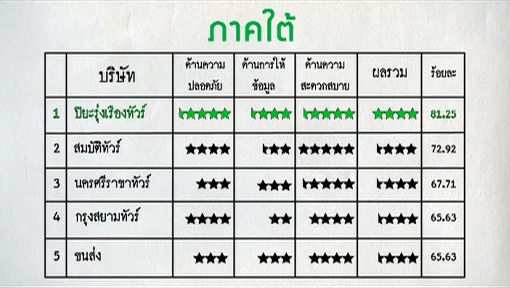 ภาคใต้
บริษัท ด้านความปลอดภัย ด้านการให้ข้อมูล ด้านความสะดวกสบาย ผลรวม ร้อยละ
1 ปิยะรุ่งเรืองทัวร์ 81.25
2 สมบัติทัวร์ 72.92
3 นครศรีราชาทัวร์ 67.71
4 กรุงสยามทัวร์ 65.63
5 ขนส่ง 65.63